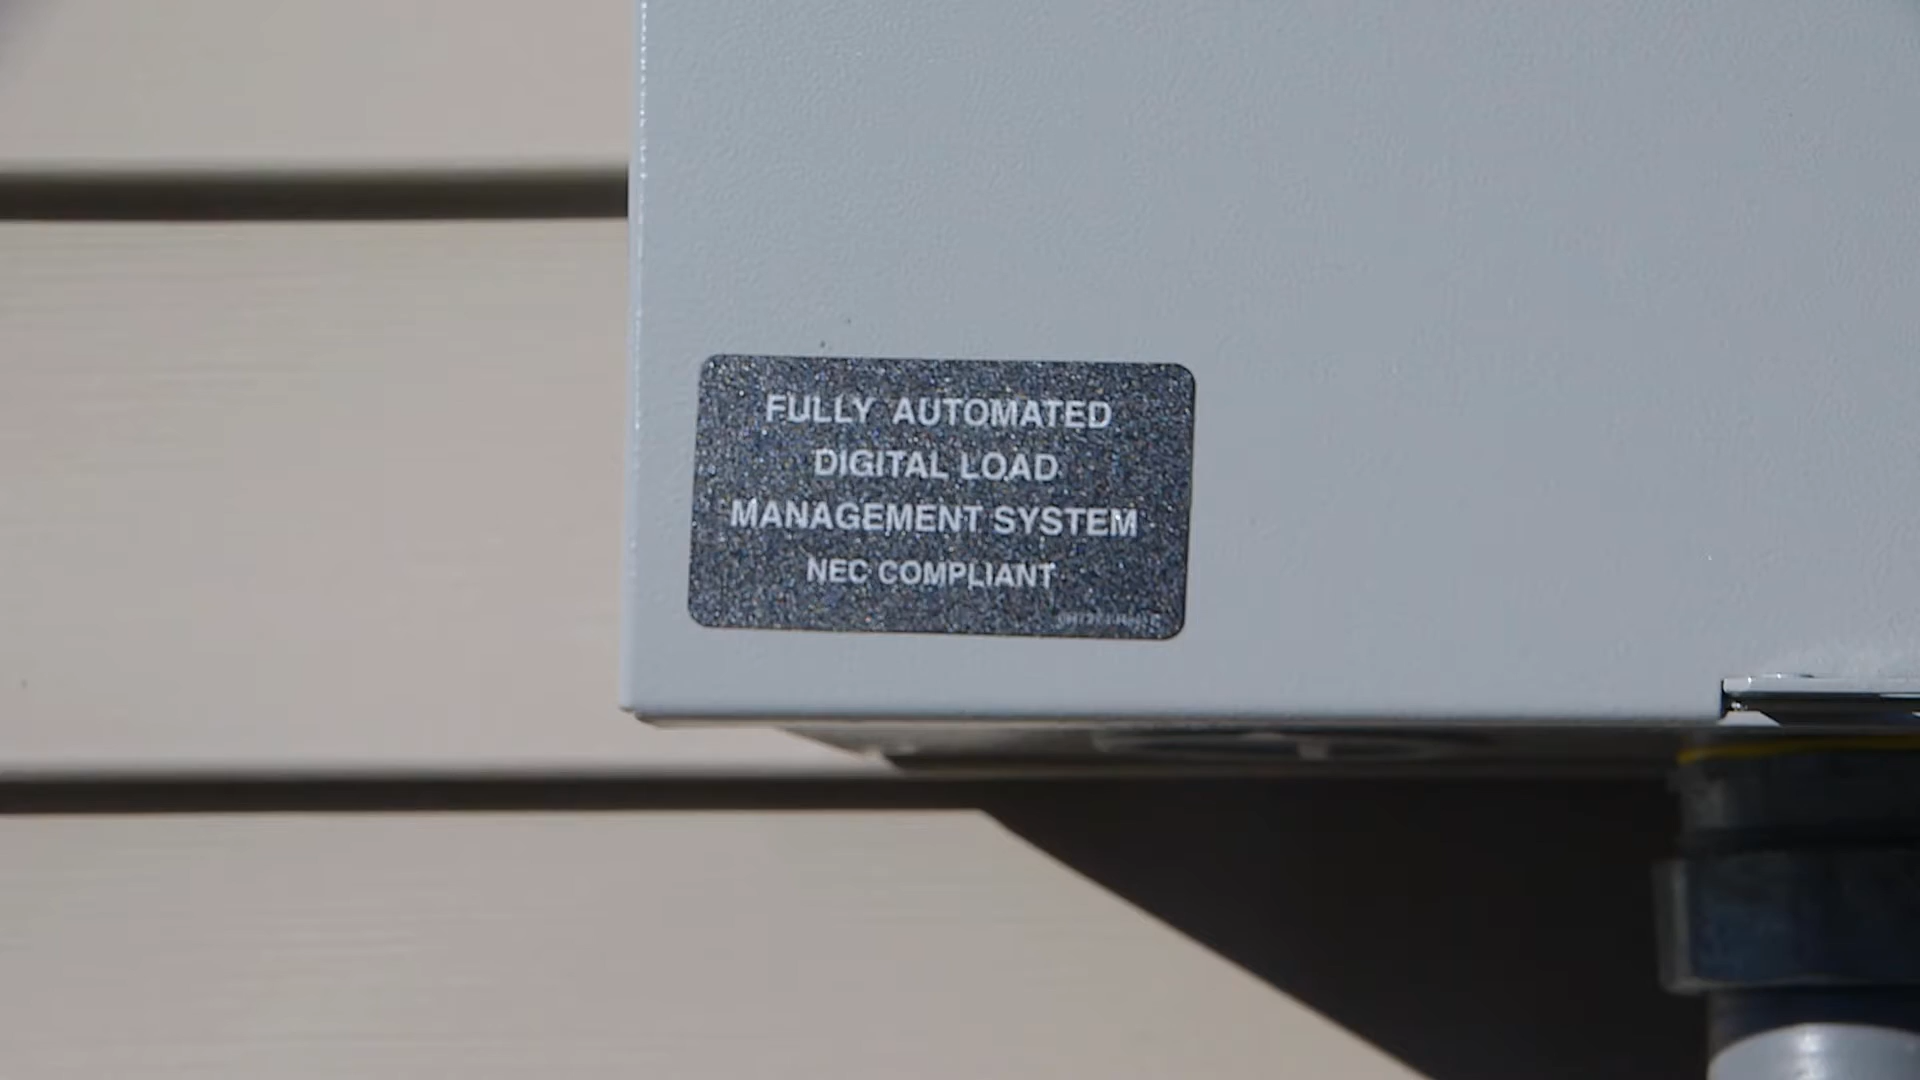 FULLY AUTOMATED
DIGITAL LOAD
MANAGEMENT SYSTEM
NEC COMPLIANT